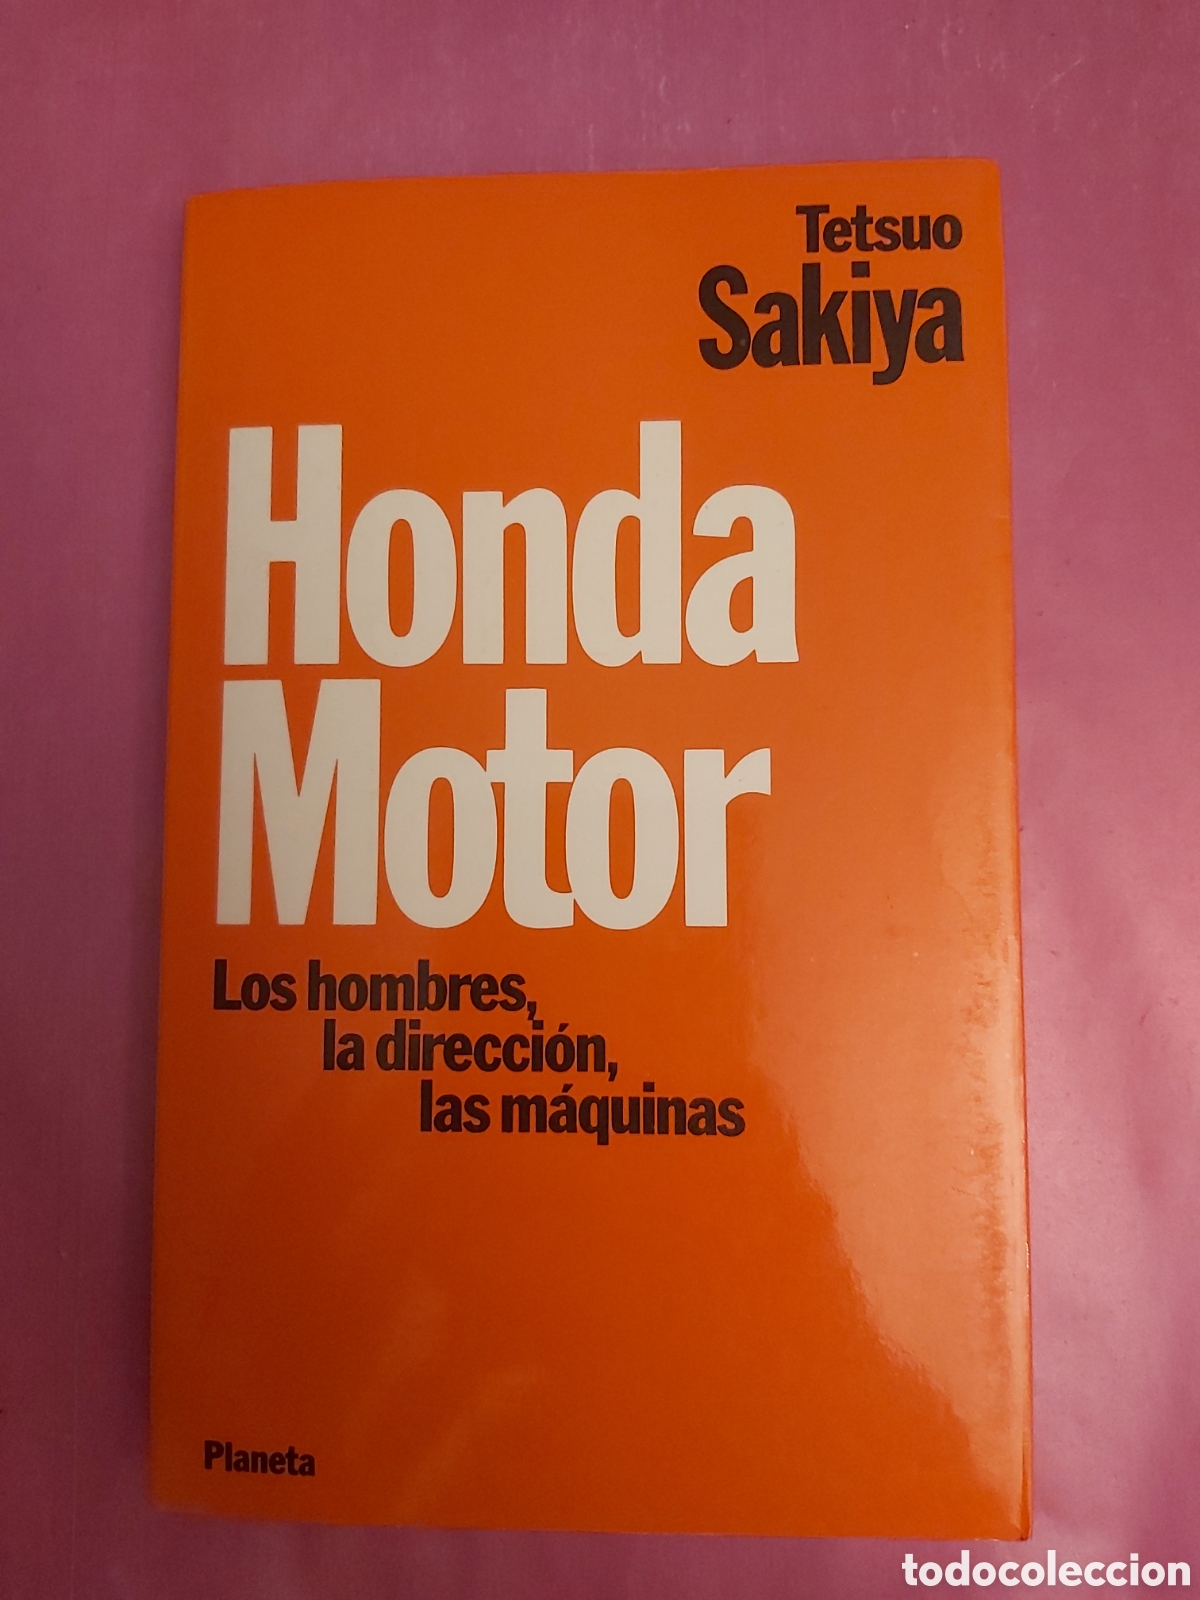 Tetsuo
Sakiya
Honda
Motor
Los hombres,
la dirección,
las máquinas
Planeta
todocoleccion